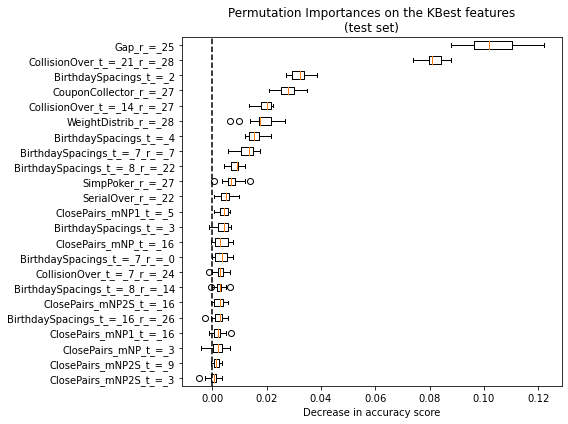 Permutation Importances on the KBest features
(test set)
Gap_r_=_25
CollisionOver_t_=_21_r_=_28
BirthdaySpacings_t_=_2
CouponCollector_r_=_27
CollisionOver_t_=_14_r_=_27
WeightDistrib_r_=_28
BirthdaySpacings_t_=_4
BirthdaySpacings_t_=_7_r_=_7
BirthdaySpacings_t_=_8_r_=_22
SimpPoker_r_=_27
SerialOver_r_=_22
ClosePairs_mNP1_t_=_5
BirthdaySpacings_t_=_3
ClosePairs_mNP_t_=_16
BirthdaySpacings_t_=_7_r_=_0
CollisionOver_t_=_7_r_=_24
BirthdaySpacings_t_=_8_r_=_14
ClosePairs_mNP2S_t_=_16
BirthdaySpacings_t_=_16_r_=_26
ClosePairs_mNP1_t_=_16
ClosePairs_mNP_t_=_3
ClosePairs_mNP2S_t_=_9
ClosePairs_mNP2S_t_=_3
0.00 0.02 0.04 0.06 0.08 0.10 0.12
Decrease in accuracy score